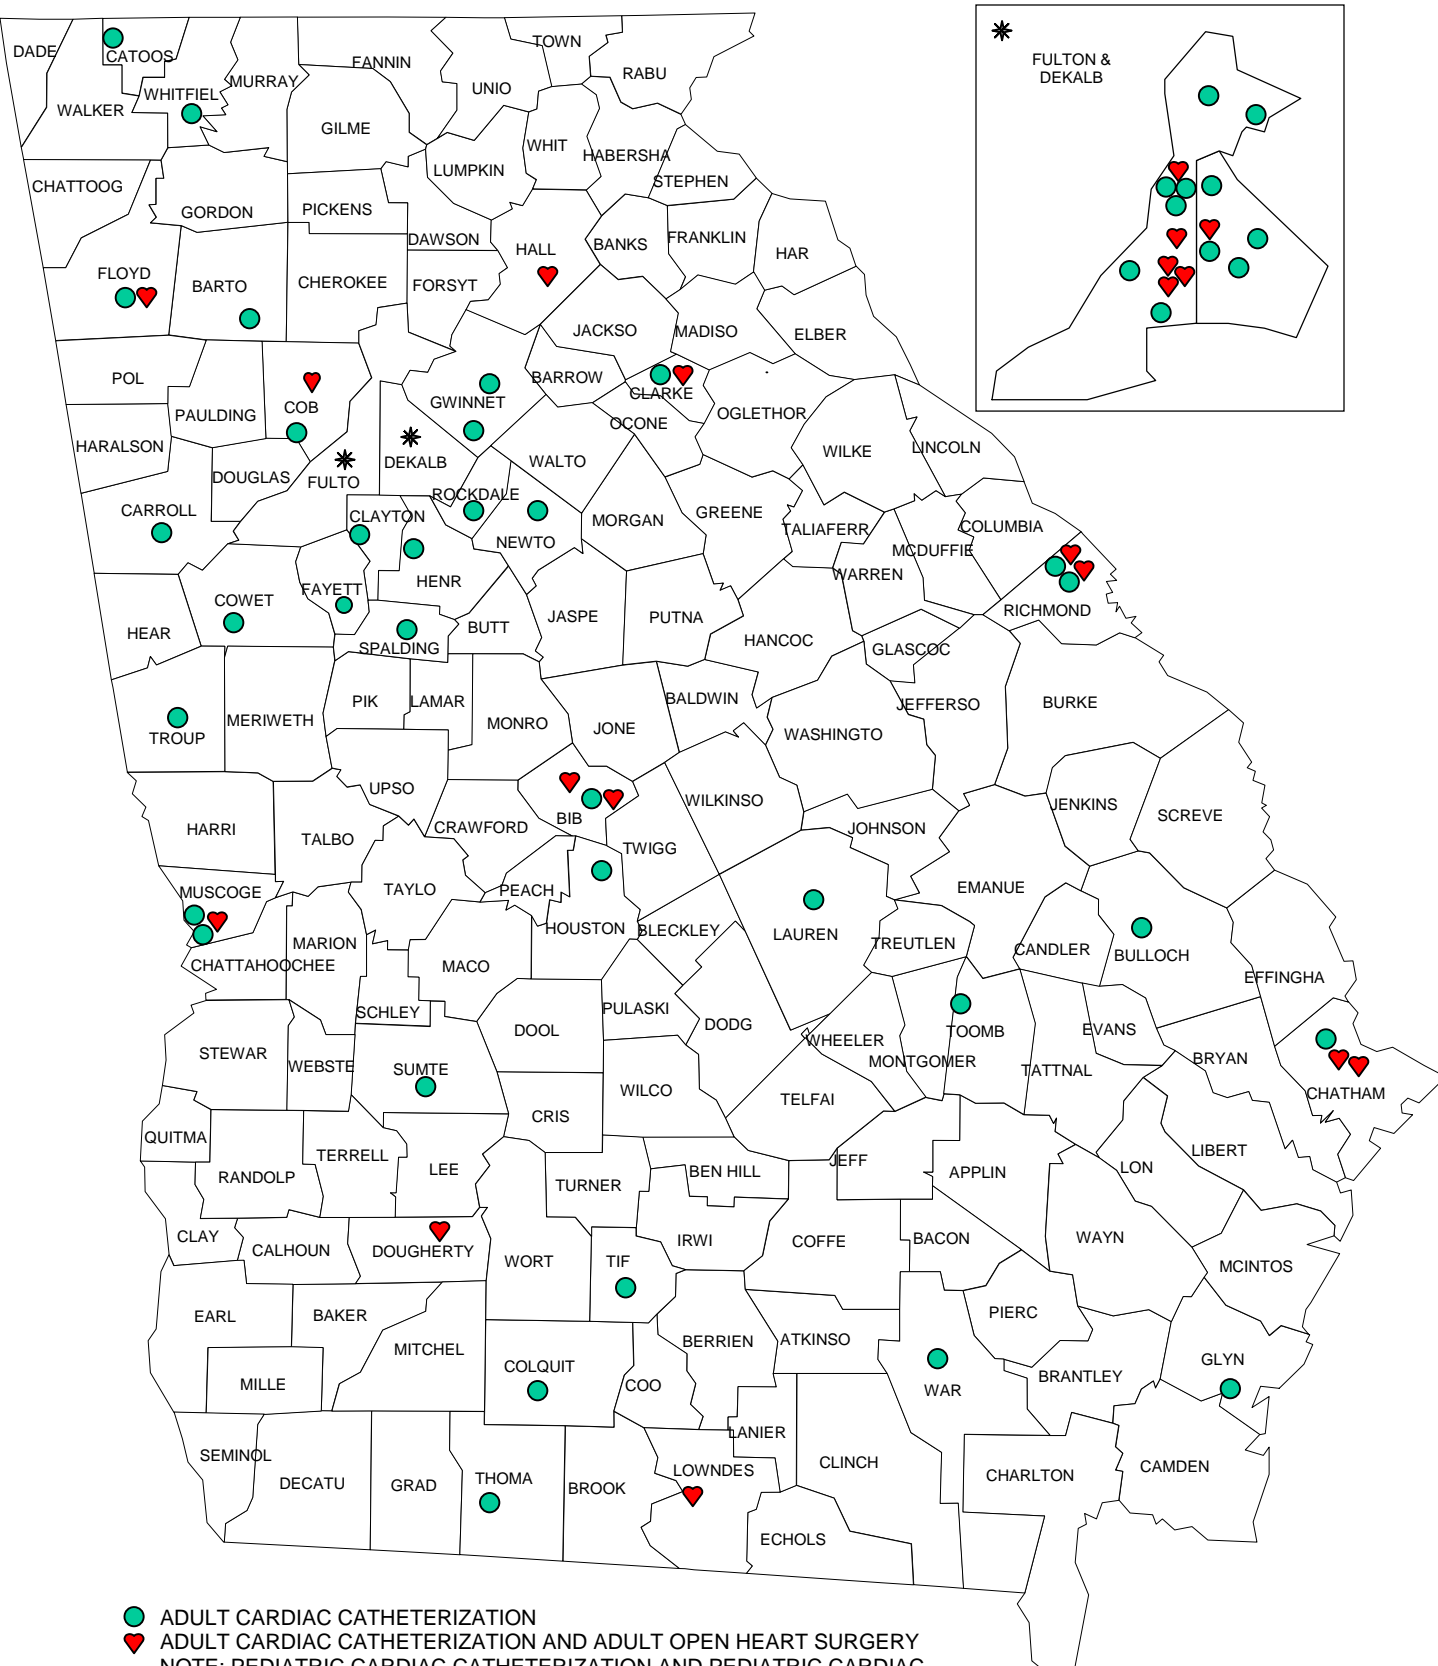 DADE
CATOOS
WHITFIEL
MURRAY
FANNIN
TOWN
UNIO
RABU
WALKER
GILME
WHIT
HABERSHA
LUMPKIN
STEPHEN
CHATTOOG
GORDON
PICKENS
DAWSON
HALL
BANKS
FRANKLIN
HAR
FULTON &
DEKALB
FLOYD
BARTO
CHEROKEE
FORSYT
JACKSO
MADISO
ELBER
POL
PAULDING
COB
GWINNET
BARROW
CLARKE
OCONE
OGLETHOR
HARALSON
DOUGLAS
FULTO
DEKALB
WALTO
WILKE
LINCOLN
CARROLL
CLAYTON
ROCKDALE
NEWTO
MORGAN
GREENE
TALIAFERR
COLUMBIA
MCDUFFIE
WARREN
RICHMOND
COWET
FAYETT
HENR
HEAR
SPALDING
BUTT
JASPE
PUTNA
HANCOC
GLASCOC
TROUP
MERIWETH
PIK
LAMAR
MONRO
JONE
BALDWIN
WASHINGTO
JEFFERSO
BURKE
UPSO
HARRI
TALBO
CRAWFORD
BIB
TWIGG
WILKINSO
JOHNSON
JENKINS
SCREVE
MUSCOGE
TAYLO
PEACH
HOUSTON
BLECKLEY
LAUREN
EMANUE
TREUTLEN
CANDLER
BULLOCH
EFFINGHA
CHATTAHOOCHEE
MARION
MACO
SCHLEY
STEWAR
WEBSTE
SUMTE
DOOL
PULASKI
DODG
WHEELER
MONTGOMER
TOOMB
TATTNAL
EVANS
BRYAN
CHATHAM
QUITMA
RANDOLP
TERRELL
LEE
CRIS
WILCO
TELFAI
JEFF
APPLIN
LON
LIBERT
TURNER
BEN HILL
CLAY
CALHOUN
DOUGHERTY
WORT
TIF
IRWI
COFFE
BACON
WAYN
MCINTOS
EARL
BAKER
MITCHEL
MILLE
COLQUIT
COO
BERRIEN
ATKINSO
PIERC
WAR
BRANTLEY
GLYN
SEMINOL
DECATU
GRAD
THOMA
BROOK
LOWNDES
LANIER
CLINCH
ECHOLS
CHARLTON
CAMDEN
ADULT CARDIAC CATHETERIZATION
ADULT CARDIAC CATHETERIZATION AND ADULT OPEN HEART SURGERY
NOTE: PEDIATRIC CARDIAC CATHETERIZATION AND PEDIATRIC CARDIAC